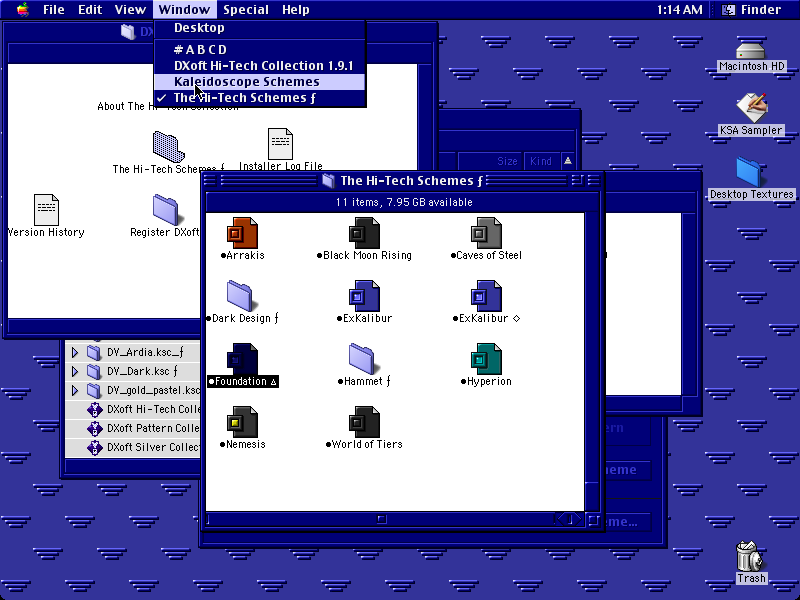 File Edit View Window Special Help 1:14 AM Finder
Desktop
# A B C D
DXoft Hi-Tech Collection 1.9.1
Kaleidoscope Schemes
✓ The Hi-Tech Schemes ƒ
DX
About The Hi-Tech Collection
The Hi-Tech Schemes ƒ
Installer Log File
Version History
Register DXoft
Size Kind
Macintosh HD
KSA Sampler
Desktop Textures
Trash
The Hi-Tech Schemes ƒ
11 items, 7.95 GB available
•Arrakis
•Black Moon Rising
•Caves of Steel
•Dark Design ƒ
•ExKalibur
•ExKalibur ◇
•Foundation ∆
•Hammet ƒ
•Hyperion
•Nemesis
•World of Tiers
DV_Ardia.ksc_ƒ
DV_Dark.ksc ƒ
DV_gold_pastel.ksc
DXoft Hi-Tech Colle
DXoft Pattern Colle
DXoft Silver Collec
ern
heme
me...